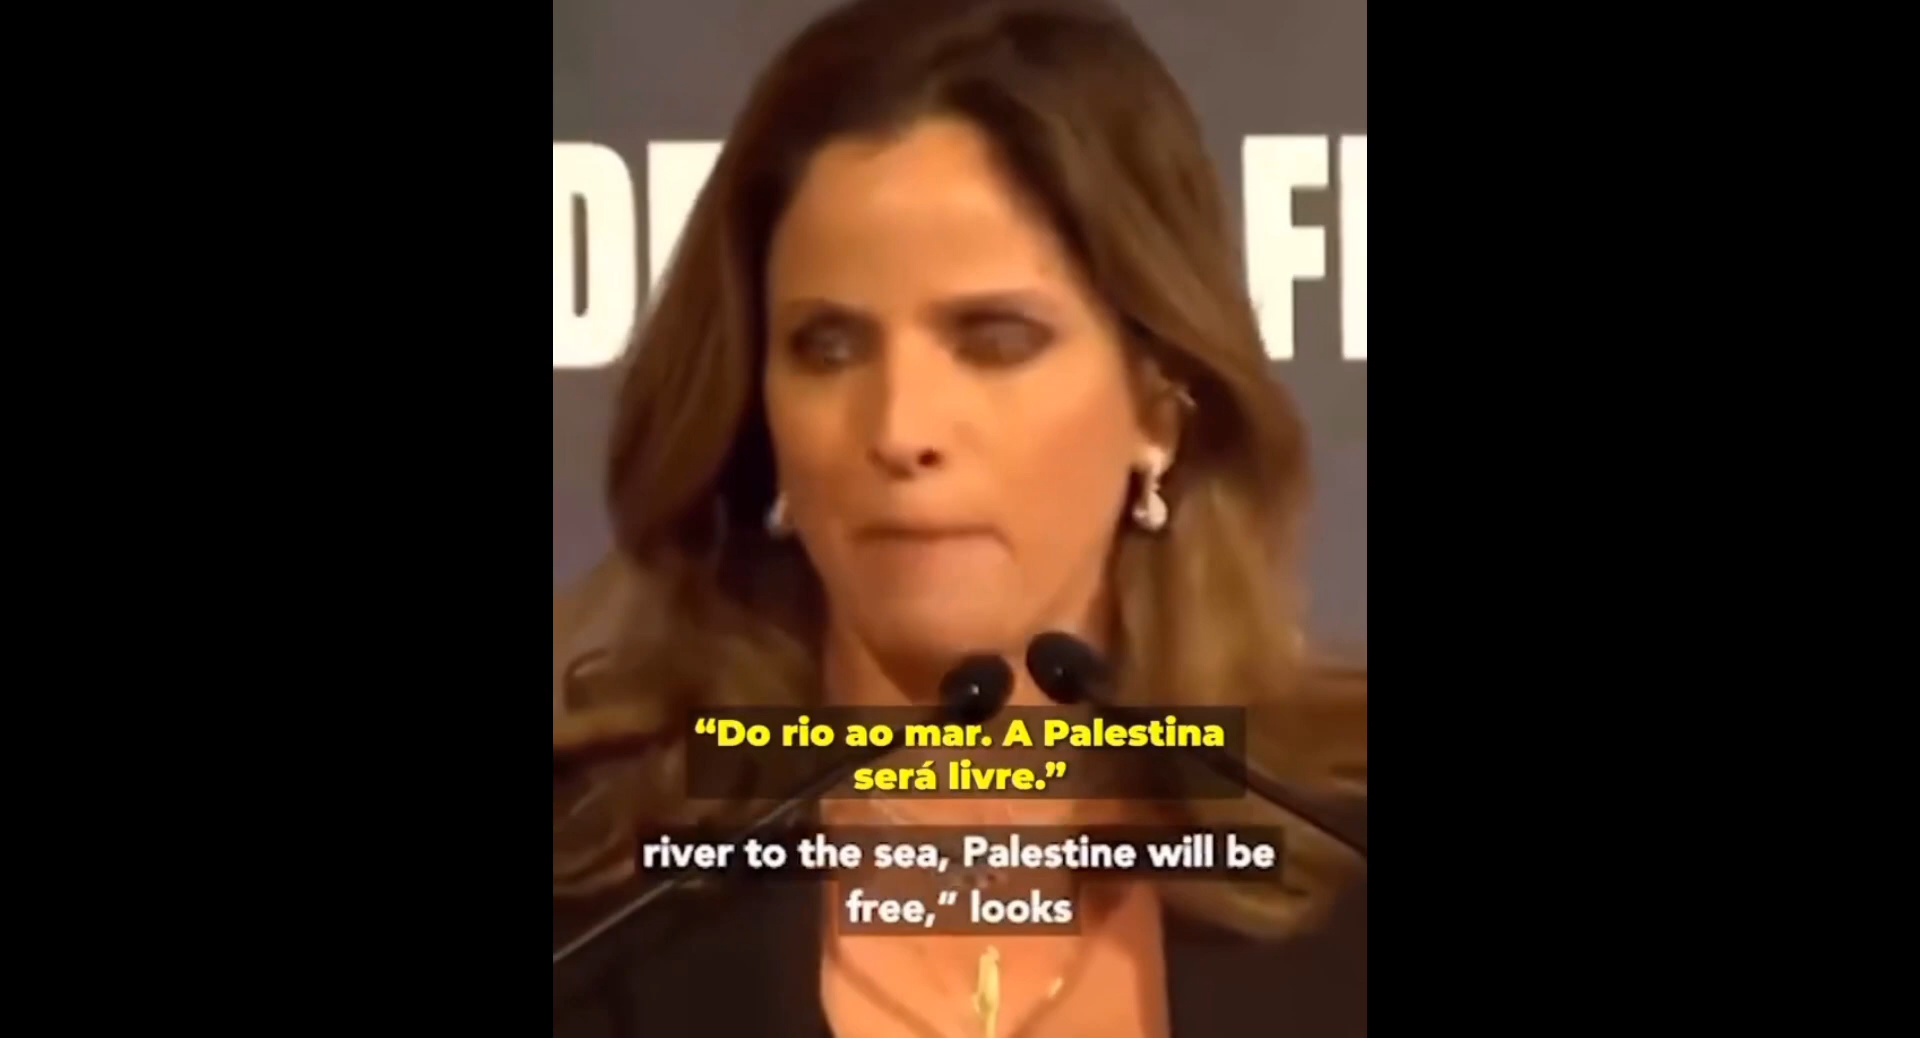 D
F
“Do rio ao mar. A Palestina
será livre.”
river to the sea, Palestine will be
free,” looks